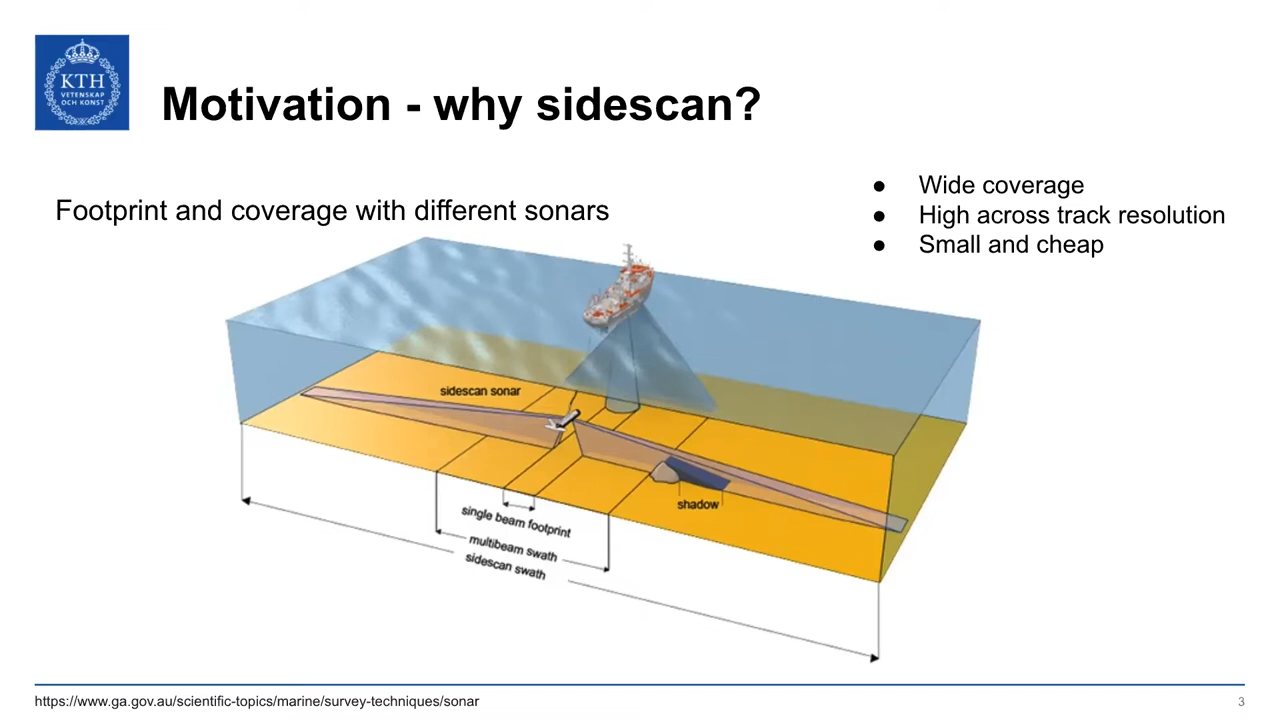 KTH
VETENSKAP
OCH KONST
Motivation - why sidescan?
Footprint and coverage with different sonars
● Wide coverage
● High across track resolution
● Small and cheap
sidescan sonar
shadow
single beam footprint
multibeam swath
sidescan swath
https://www.ga.gov.au/scientific-topics/marine/survey-techniques/sonar
3